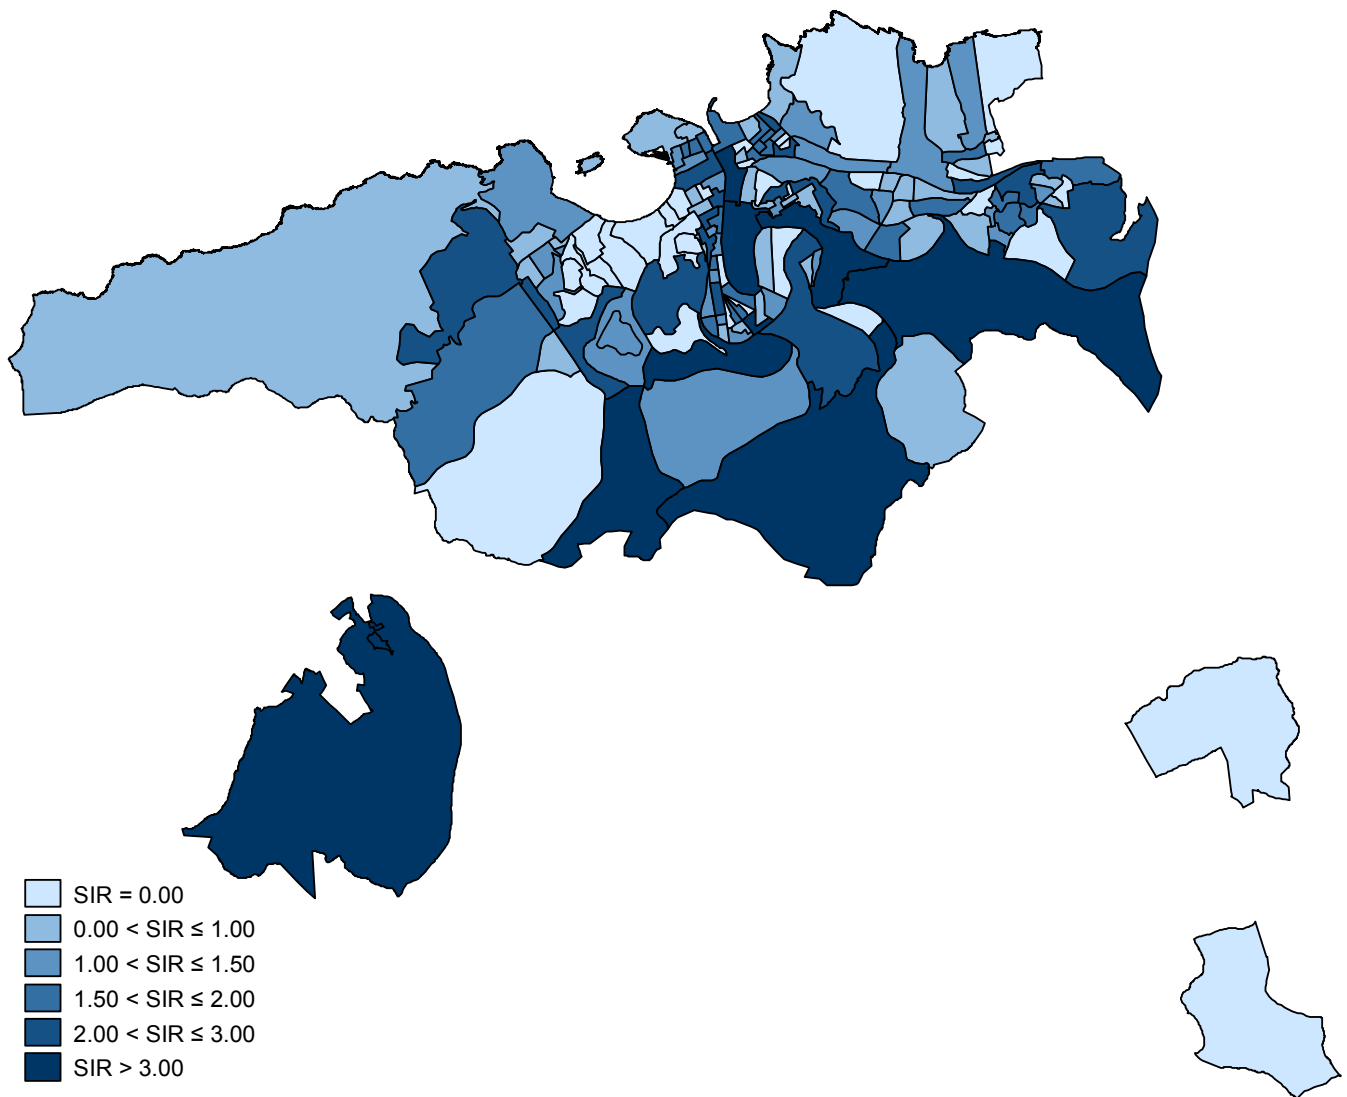 SIR = 0.00
0.00 < SIR ≤ 1.00
1.00 < SIR ≤ 1.50
1.50 < SIR ≤ 2.00
2.00 < SIR ≤ 3.00
SIR > 3.00